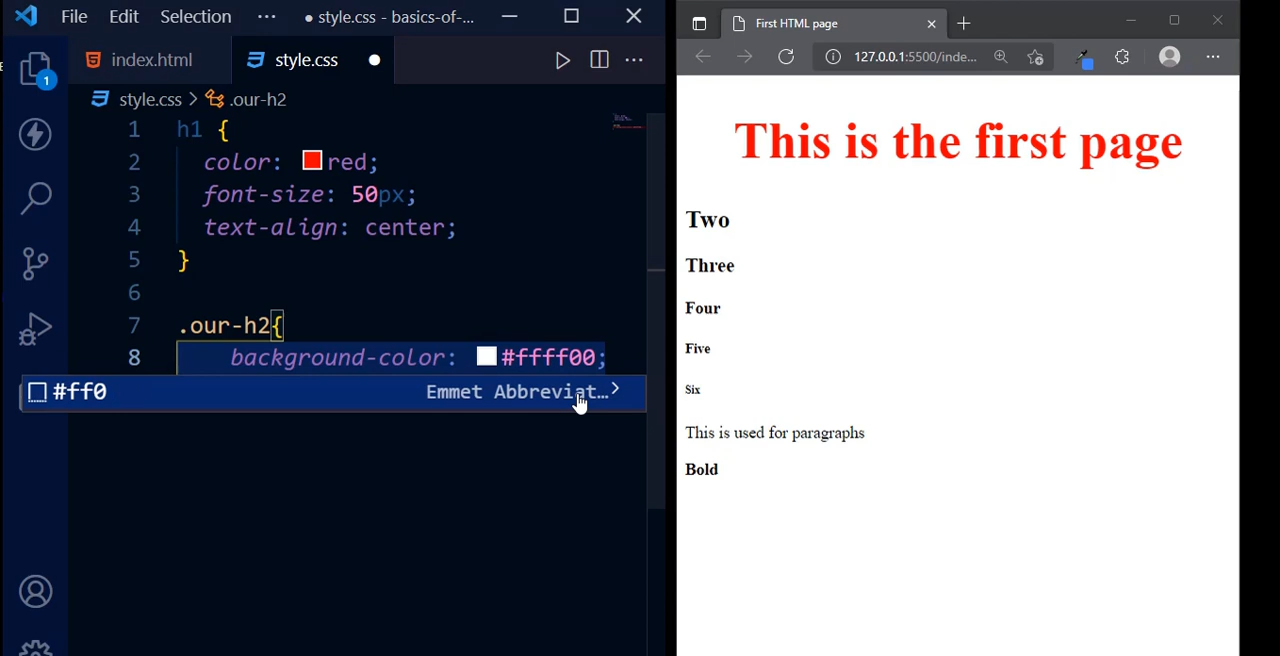 File Edit Selection ··· ● style.css - basics-of-...
index.html style.css
style.css > .our-h2
1 h1 {
2 color: red;
3 font-size: 50px;
4 text-align: center;
5 }
6
7 .our-h2{
8 background-color: #ffff00;
#ff0 Emmet Abbreviat…
1
First HTML page
127.0.0.1:5500/inde...
This is the first page
Two
Three
Four
Five
Six
This is used for paragraphs
Bold